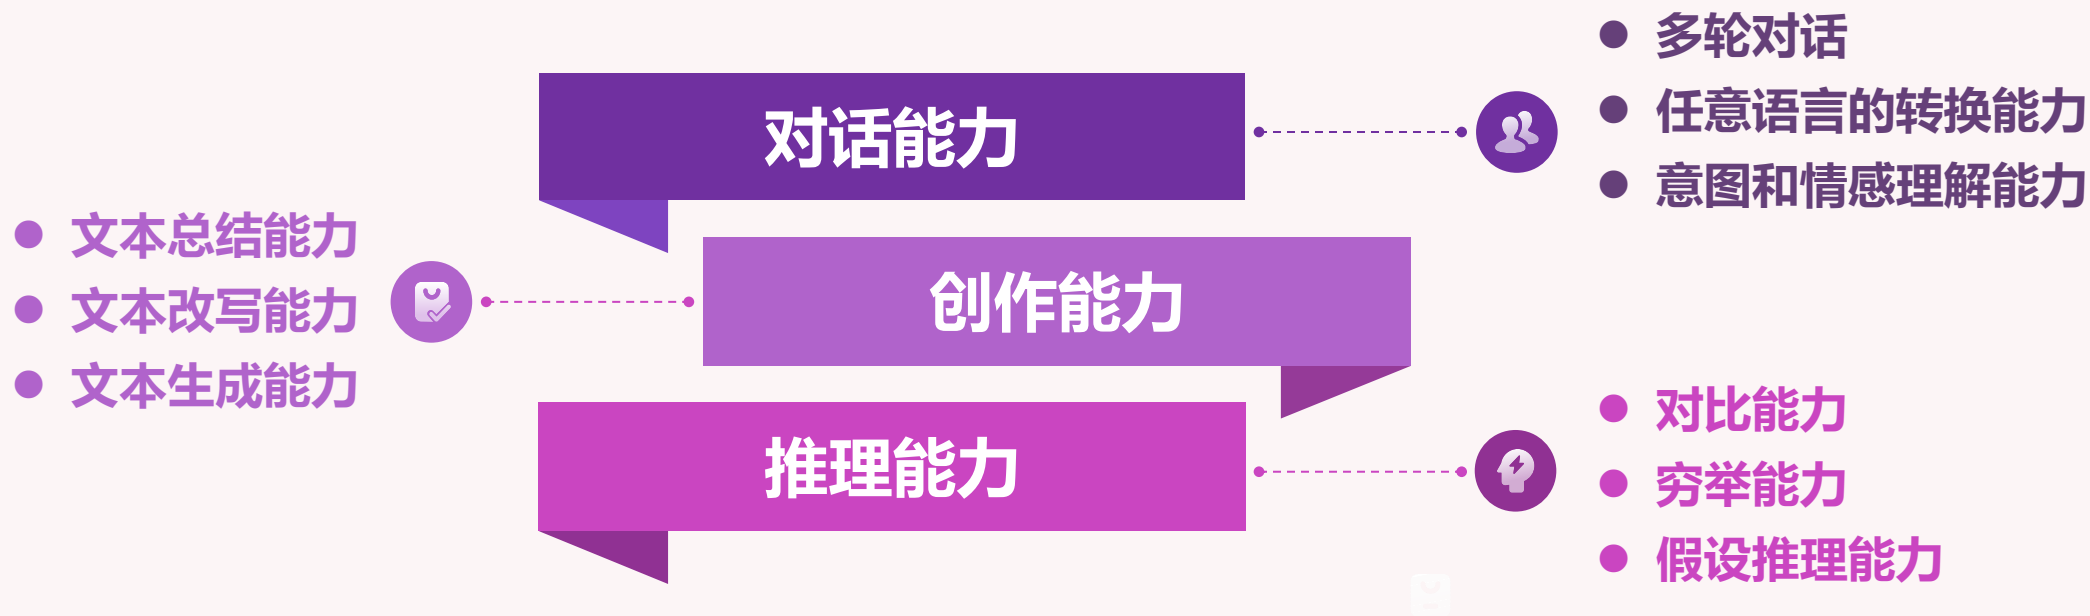 对话能力
多轮对话
任意语言的转换能力
意图和情感理解能力
创作能力
文本总结能力
文本改写能力
文本生成能力
推理能力
对比能力
穷举能力
假设推理能力